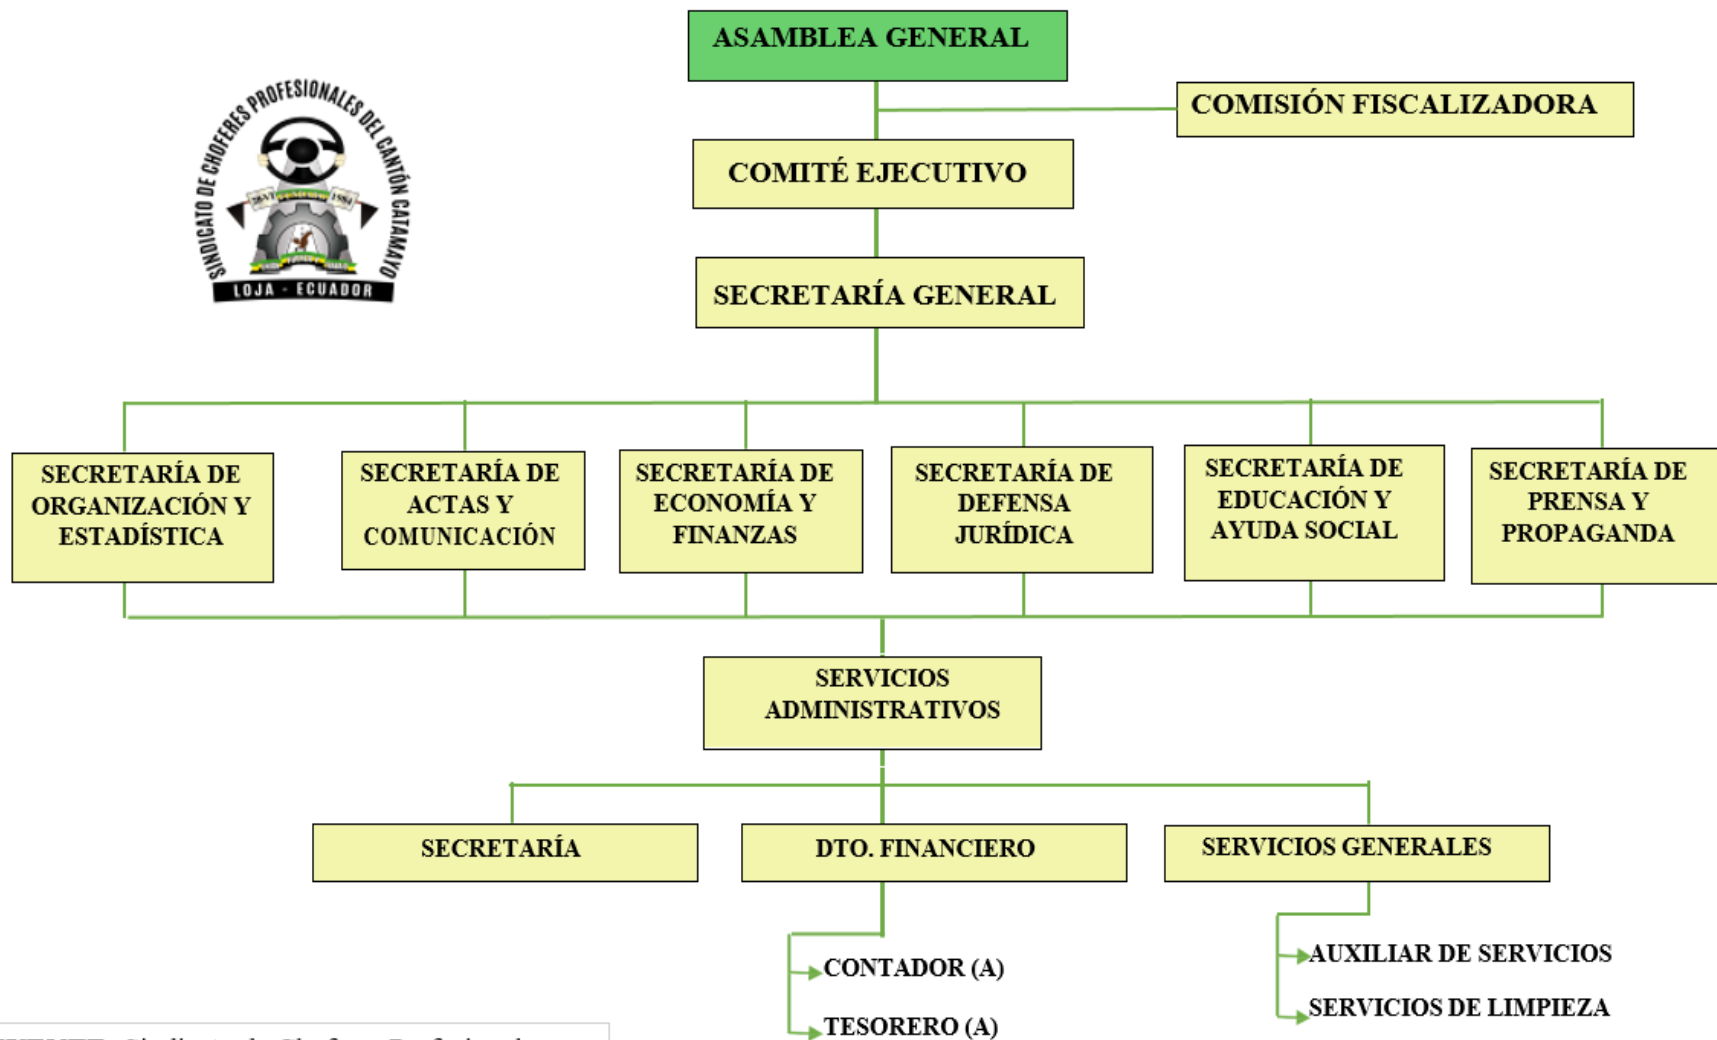 ASAMBLEA GENERAL
COMISIÓN FISCALIZADORA
SINDICATO DE CHOFERES PROFESIONALES DEL CANTÓN CATAMAYO
1984
LOJA - ECUADOR
COMITÉ EJECUTIVO
SECRETARÍA GENERAL
SECRETARÍA DE
ORGANIZACIÓN Y
ESTADÍSTICA
SECRETARÍA DE
ACTAS Y
COMUNICACIÓN
SECRETARÍA DE
ECONOMÍA Y
FINANZAS
SECRETARÍA DE
DEFENSA
JURÍDICA
SECRETARÍA DE
EDUCACIÓN Y
AYUDA SOCIAL
SECRETARÍA DE
PRENSA Y
PROPAGANDA
SERVICIOS
ADMINISTRATIVOS
SECRETARÍA
DTO. FINANCIERO
SERVICIOS GENERALES
CONTADOR (A)
TESORERO (A)
AUXILIAR DE SERVICIOS
SERVICIOS DE LIMPIEZA